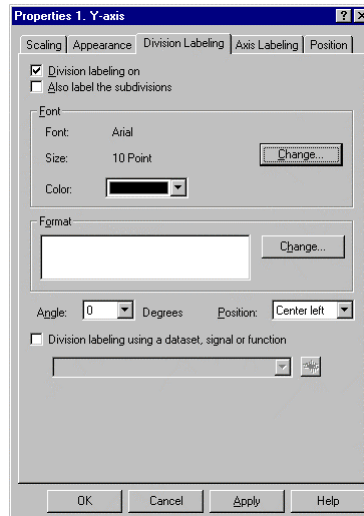 Properties 1. Y-axis
Scaling Appearance Division Labeling Axis Labeling Position
Division labeling on
Also label the subdivisions
Font
Font: Arial
Size: 10 Point Change...
Color:
Format
Change...
Angle: 0 Degrees Position: Center left
Division labeling using a dataset, signal or function
OK Cancel Apply Help